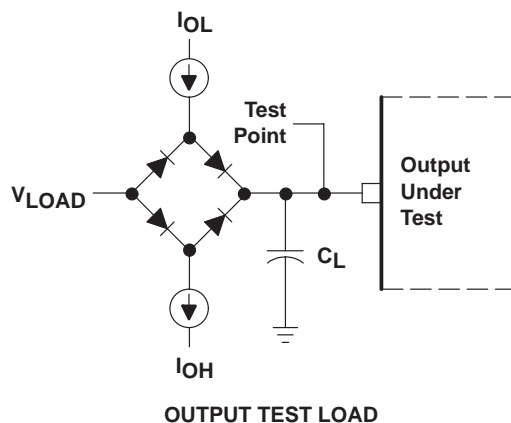 IOL
Test
Point
VLOAD
Output
Under
Test
CL
IOH
OUTPUT TEST LOAD